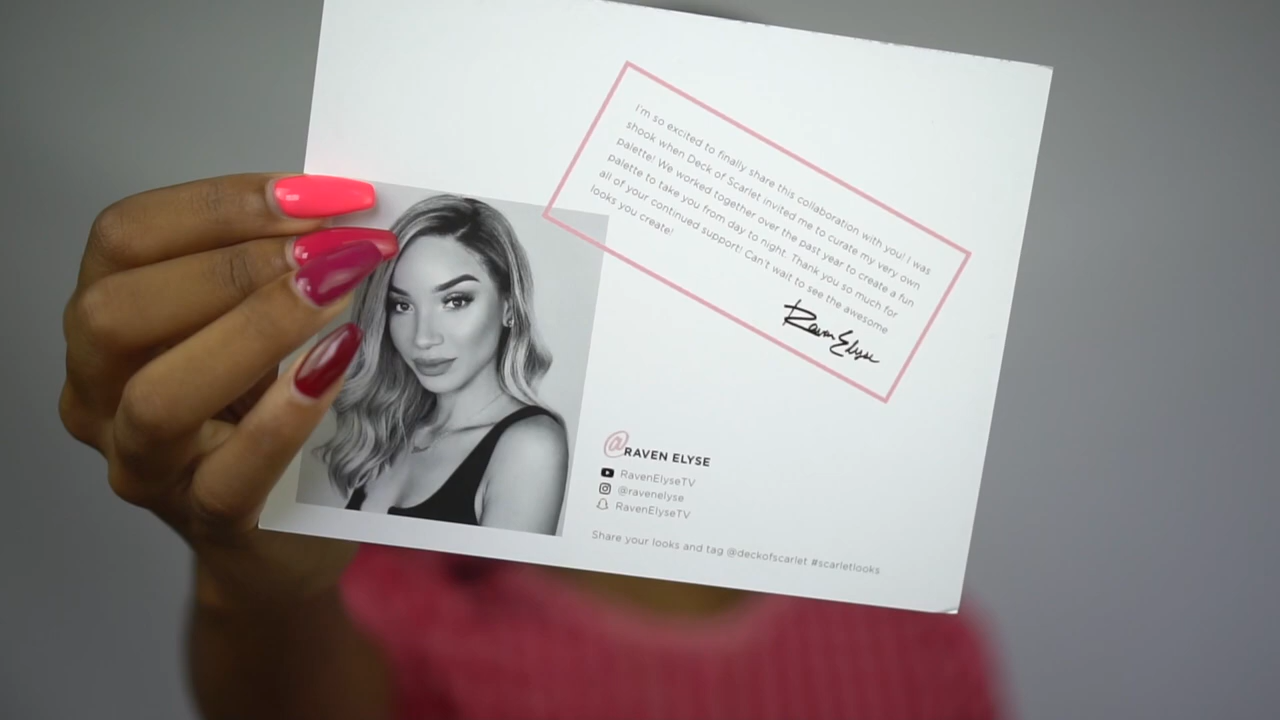 I'm so excited to finally share this collaboration with you! I was
shook when Deck of Scarlet invited me to curate my very own
palette! We worked together over the past year to create a fun
palette to take you from day to night. Thank you so much for
all of your continued support! Can't wait to see the awesome
looks you create!
Raven Elyse
@RAVEN ELYSE
RavenElyseTV
@ravenelyse
RavenElyseTV
Share your looks and tag @deckofscarlet #scarletlooks